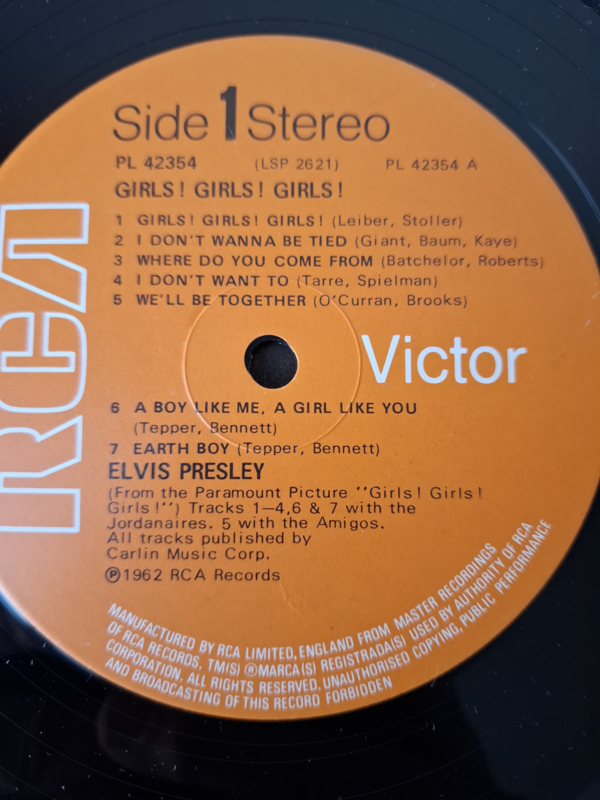 Side 1 Stereo
PL 42354 (LSP 2621) PL 42354 A
GIRLS! GIRLS! GIRLS!
1 GIRLS! GIRLS! GIRLS! (Leiber, Stoller)
2 I DON'T WANNA BE TIED (Giant, Baum, Kaye)
3 WHERE DO YOU COME FROM (Batchelor, Roberts)
4 I DON'T WANT TO (Tarre, Spielman)
5 WE'LL BE TOGETHER (O'Curran, Brooks)
RCA
Victor
6 A BOY LIKE ME, A GIRL LIKE YOU
(Tepper, Bennett)
7 EARTH BOY (Tepper, Bennett)
ELVIS PRESLEY
(From the Paramount Picture "Girls! Girls!
Girls!") Tracks 1–4,6 & 7 with the
Jordanaires. 5 with the Amigos.
All tracks published by
Carlin Music Corp.
℗1962 RCA Records
MANUFACTURED BY RCA LIMITED, ENGLAND FROM MASTER RECORDINGS
OF RCA RECORDS. TM(S) ®MARCA(S) REGISTRADA(S) USED BY AUTHORITY OF RCA
CORPORATION, ALL RIGHTS RESERVED. UNAUTHORISED COPYING, PUBLIC PERFORMANCE
AND BROADCASTING OF THIS RECORD FORBIDDEN